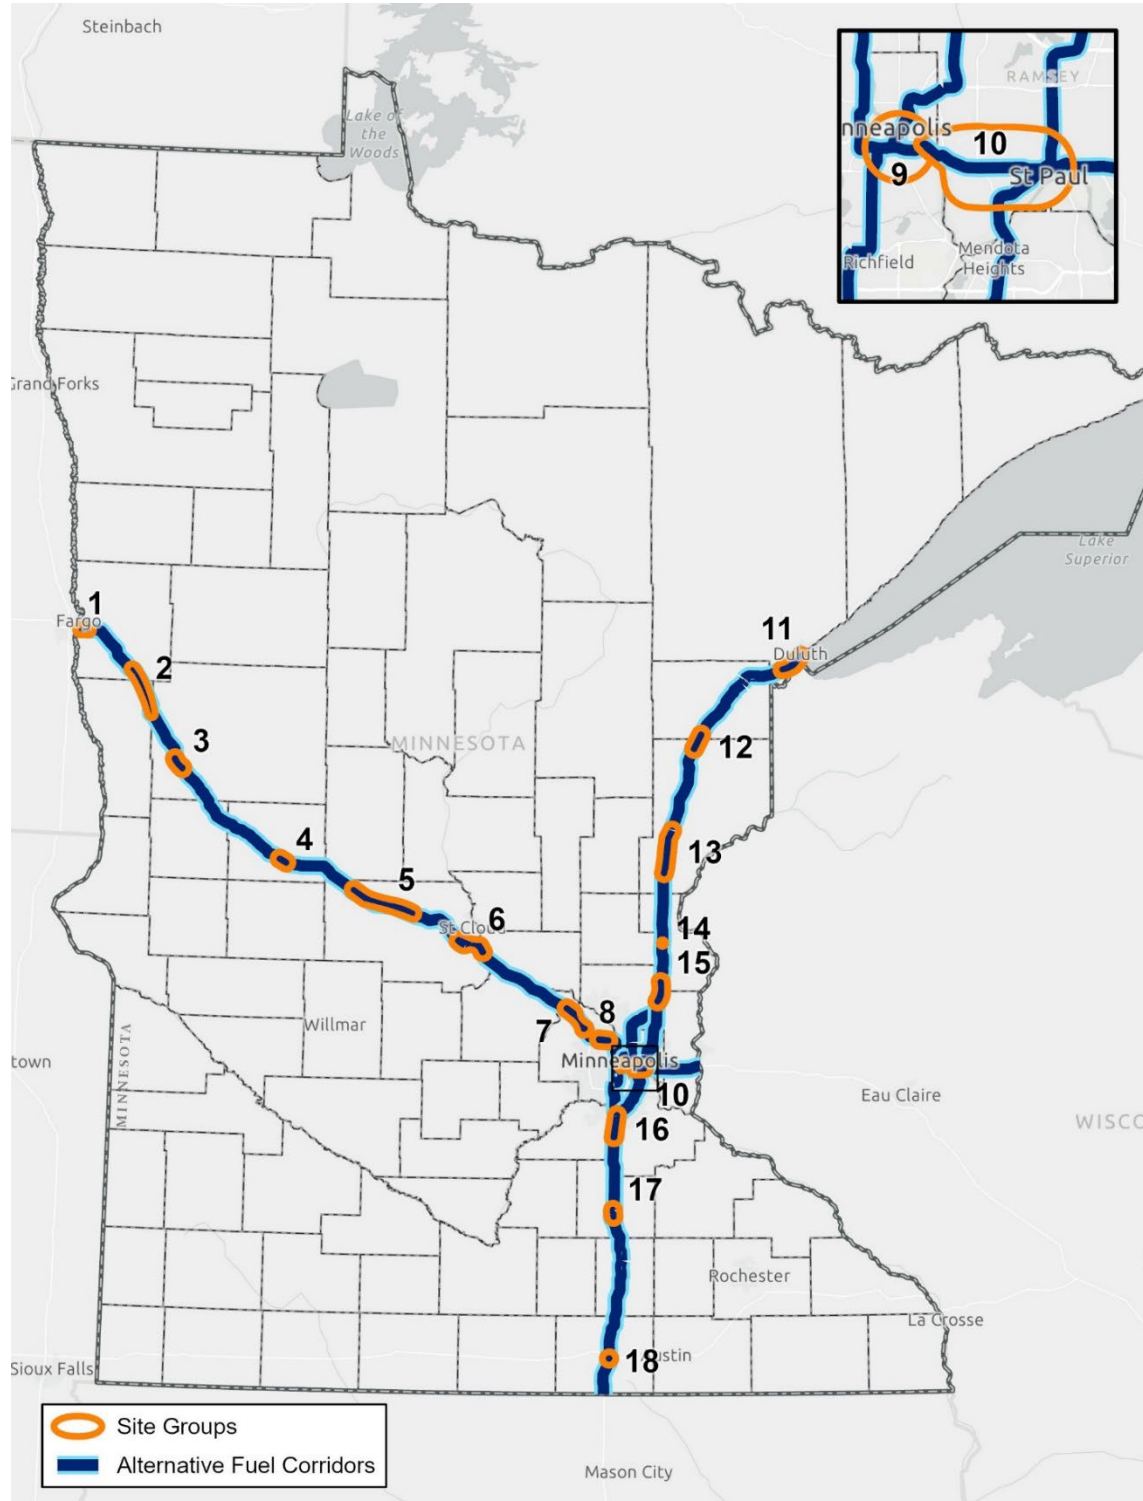 Steinbach
RAMSEY
Lake of
the
Woods
nneapolis
10
9
St Paul
Mendota
Heights
Richfield
Grand Forks
Lake
Superior
1
Fargo
11
Duluth
2
3
12
MINNESOTA
4
13
5
6
St Cloud
14
15
7
8
Willmar
MINNESOTA
town
Minneapolis
10
Eau Claire
WISCO
16
17
Rochester
La Crosse
18
ustin
Sioux Falls
Site Groups
Alternative Fuel Corridors
Mason City